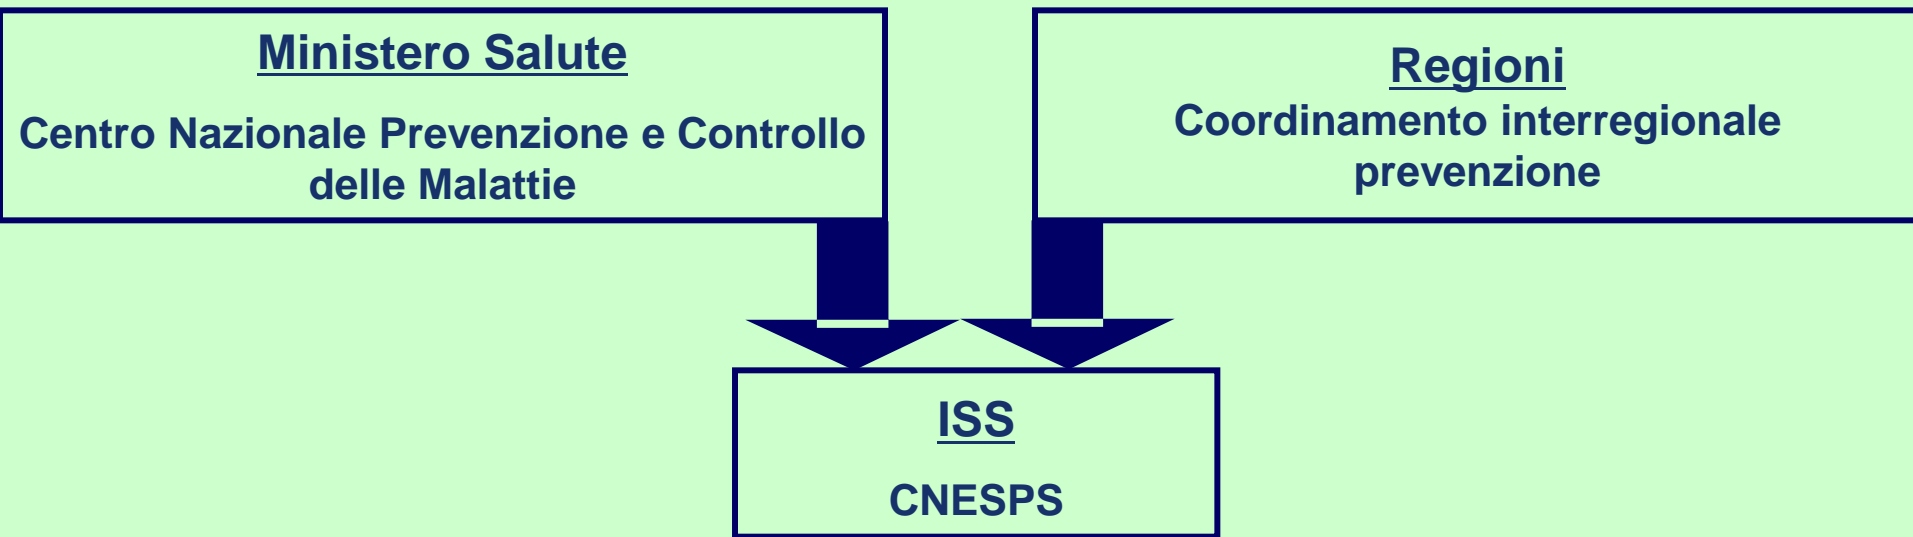 Ministero Salute
Centro Nazionale Prevenzione e Controllo
delle Malattie
Regioni
Coordinamento interregionale
prevenzione
ISS
CNESPS